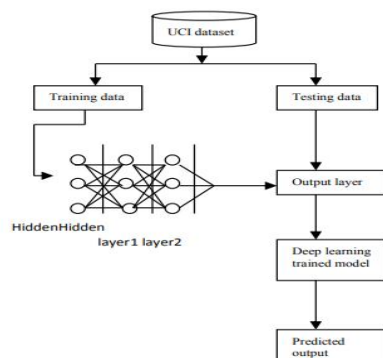 UCI dataset
Training data
Testing data
Output layer
HiddenHidden
layer1 layer2
Deep learning
trained model
Predicted
output